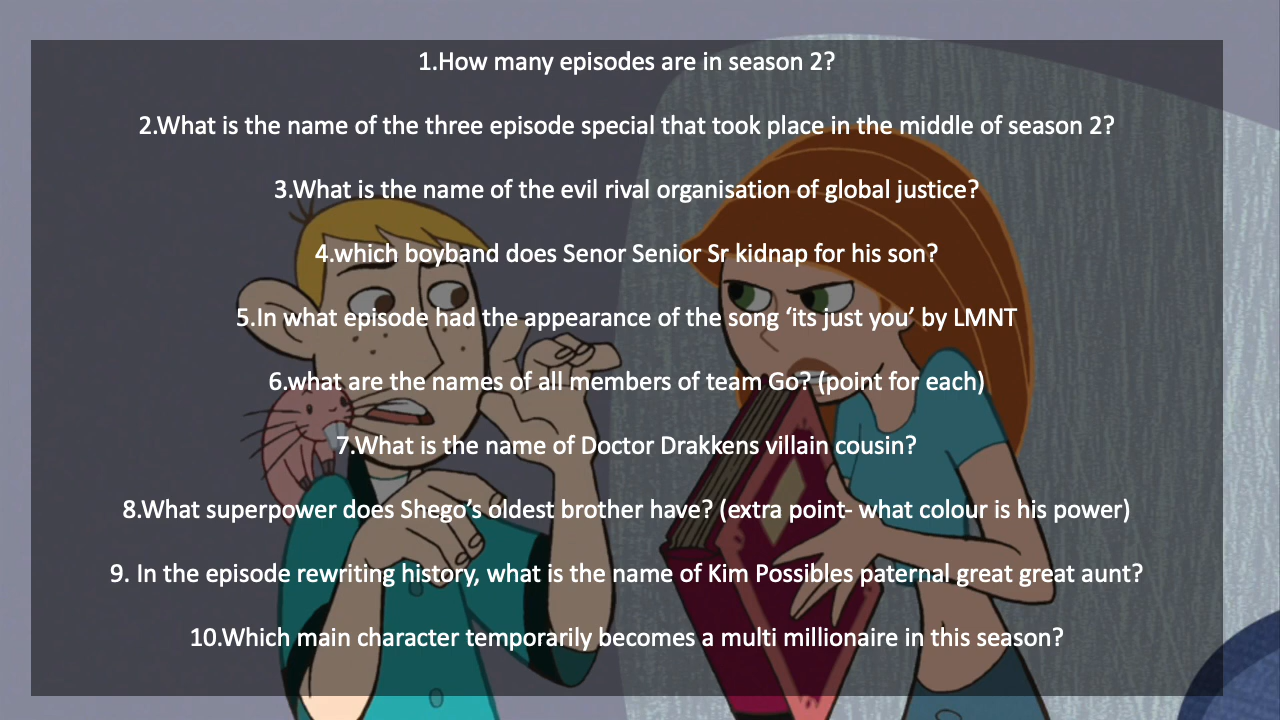 1.How many episodes are in season 2?
2.What is the name of the three episode special that took place in the middle of season 2?
3.What is the name of the evil rival organisation of global justice?
4.which boyband does Senor Senior Sr kidnap for his son?
5.In what episode had the appearance of the song ‘its just you’ by LMNT
6.what are the names of all members of team Go? (point for each)
7.What is the name of Doctor Drakkens villain cousin?
8.What superpower does Shego’s oldest brother have? (extra point- what colour is his power)
9. In the episode rewriting history, what is the name of Kim Possibles paternal great great aunt?
10.Which main character temporarily becomes a multi millionaire in this season?